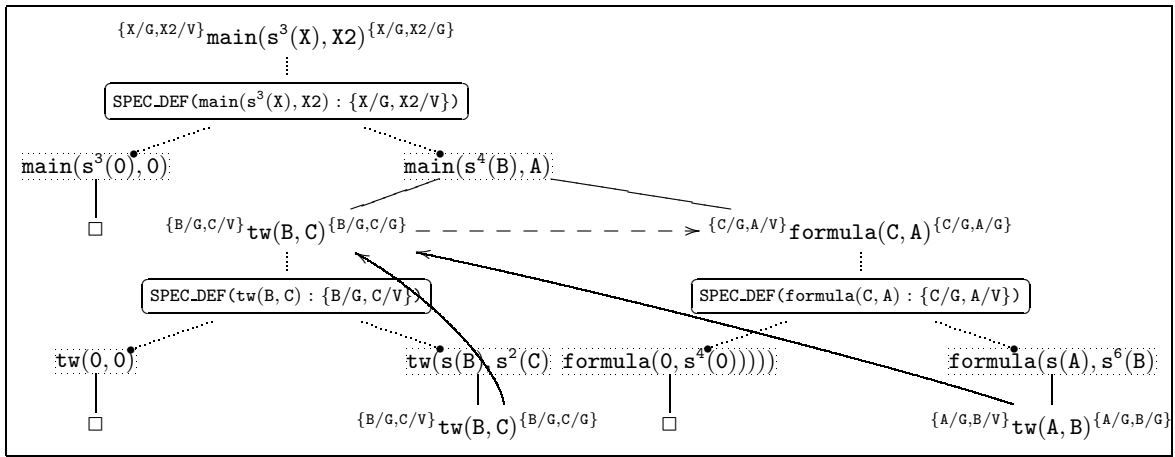 {X/G,X2/V}main(s³(X),X2){X/G,X2/G}
SPEC_DEF(main(s³(X),X2) : {X/G,X2/V})
main(s³(0),0) main(s⁴(B),A)
□ {B/G,C/V}tw(B,C){B/G,C/G} {C/G,A/V}formula(C,A){C/G,A/G}
SPEC_DEF(tw(B,C) : {B/G,C/V}) SPEC_DEF(formula(C,A) : {C/G,A/V})
tw(0,0) tw(s(B),s²(C) formula(0,s⁴(0))))) formula(s(A),s⁶(B)
□ {B/G,C/V}tw(B,C){B/G,C/G} □ {A/G,B/V}tw(A,B){A/G,B/G}